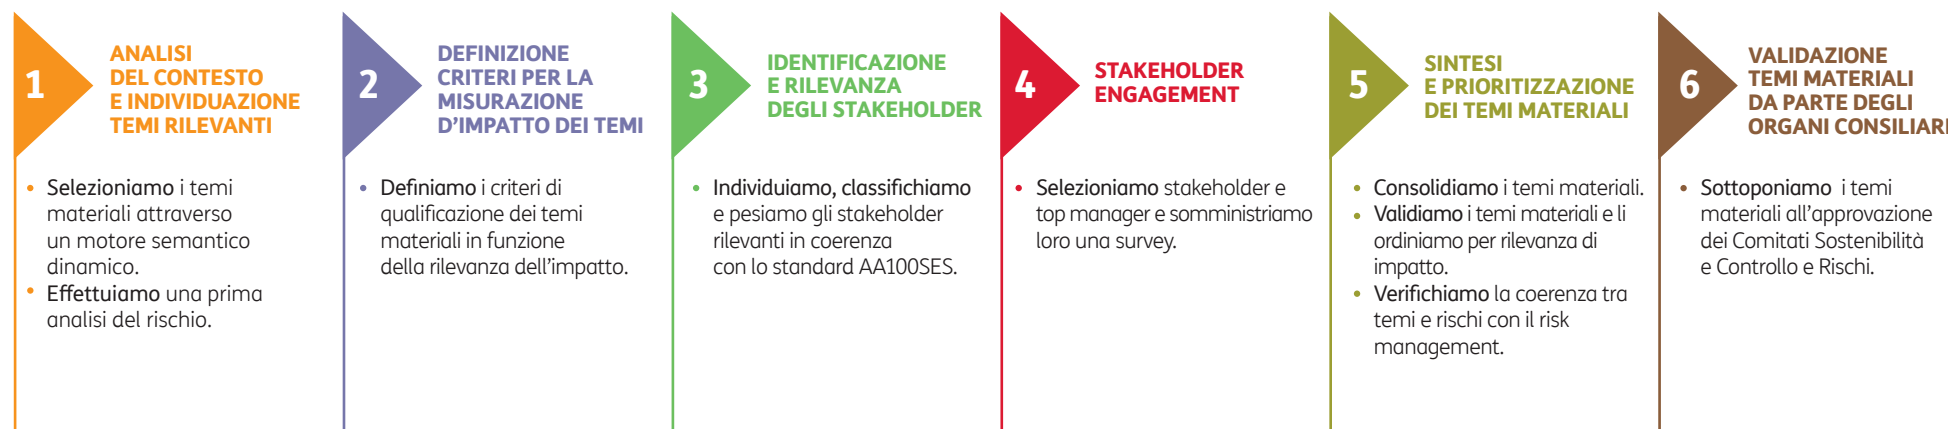 1
ANALISI
DEL CONTESTO
E INDIVIDUAZIONE
TEMI RILEVANTI
• Selezioniamo i temi
materiali attraverso
un motore semantico
dinamico.
• Effettuiamo una prima
analisi del rischio.
2
DEFINIZIONE
CRITERI PER LA
MISURAZIONE
D'IMPATTO DEI TEMI
• Definiamo i criteri di
qualificazione dei temi
materiali in funzione
della rilevanza dell'impatto.
3
IDENTIFICAZIONE
E RILEVANZA
DEGLI STAKEHOLDER
• Individuiamo, classifichiamo
e pesiamo gli stakeholder
rilevanti in coerenza
con lo standard AA100SES.
4
STAKEHOLDER
ENGAGEMENT
• Selezioniamo stakeholder e
top manager e somministriamo
loro una survey.
5
SINTESI
E PRIORITIZZAZIONE
DEI TEMI MATERIALI
• Consolidiamo i temi materiali.
• Validiamo i temi materiali e li
ordiniamo per rilevanza di
impatto.
• Verifichiamo la coerenza tra
temi e rischi con il risk
management.
6
VALIDAZIONE
TEMI MATERIALI
DA PARTE DEGLI
ORGANI CONSILIARI
• Sottoponiamo i temi
materiali all'approvazione
dei Comitati Sostenibilità
e Controllo e Rischi.